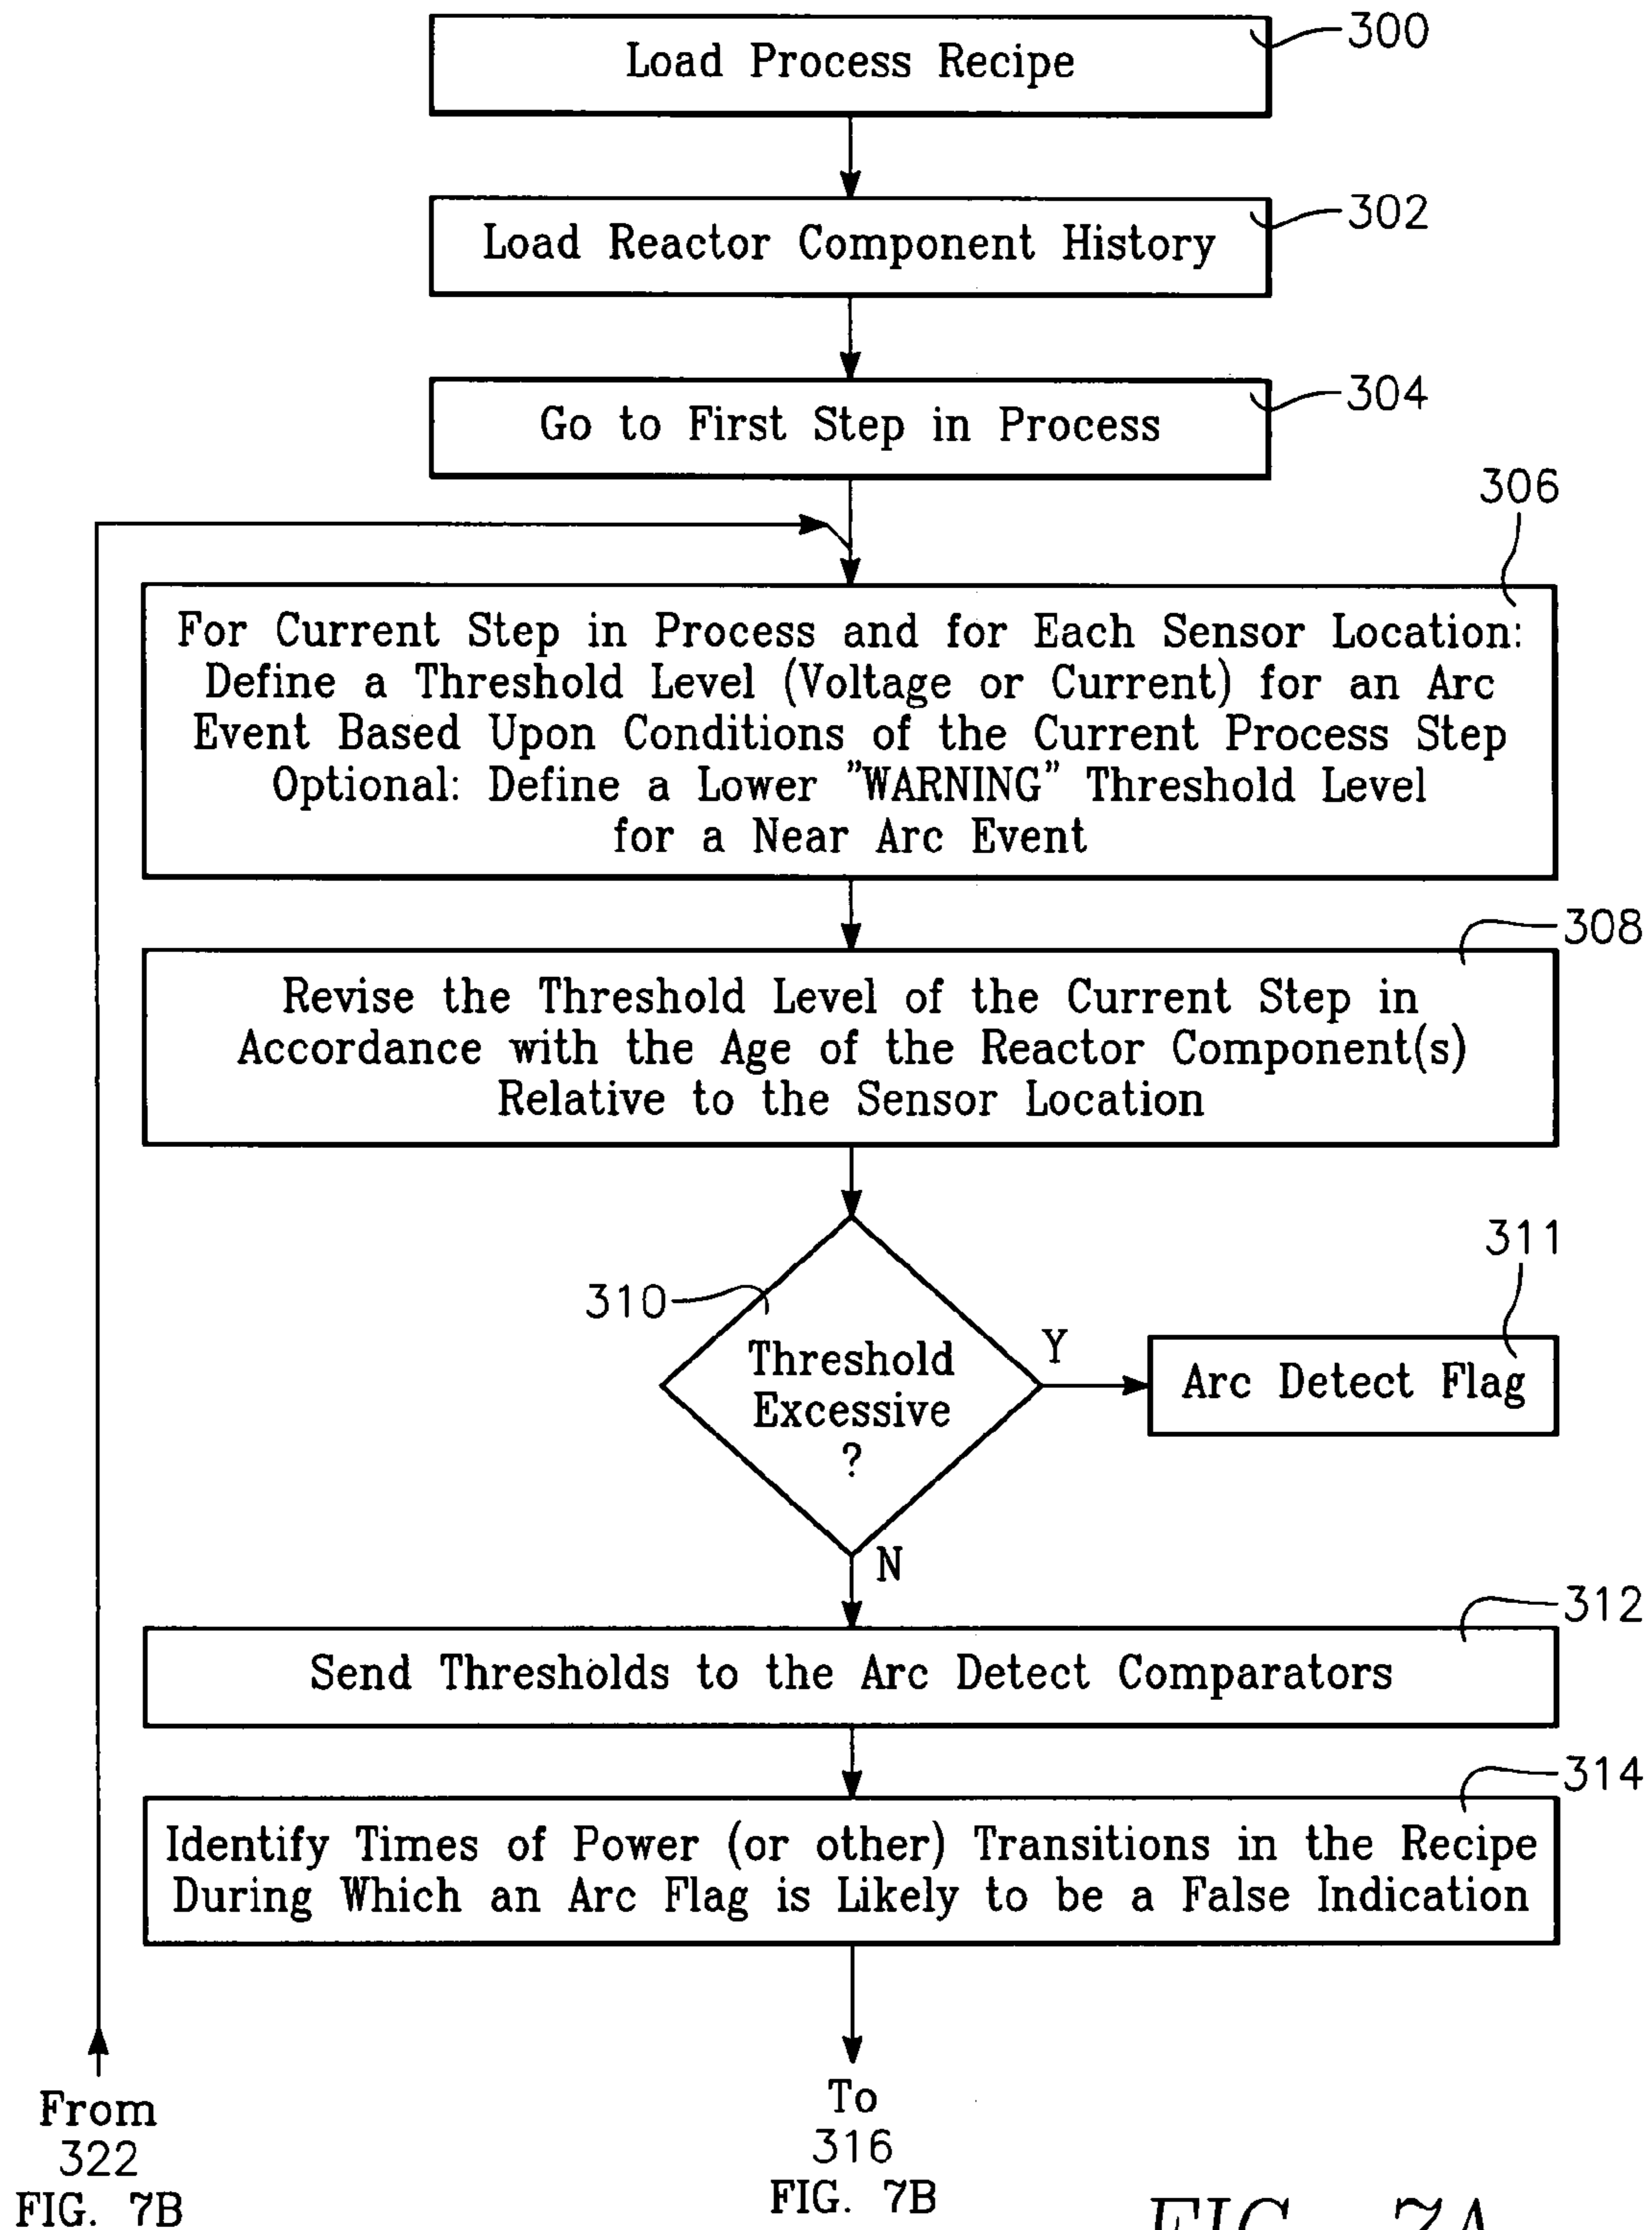 300
Load Process Recipe
302
Load Reactor Component History
304
Go to First Step in Process
306
For Current Step in Process and for Each Sensor Location:
Define a Threshold Level (Voltage or Current) for an Arc
Event Based Upon Conditions of the Current Process Step
Optional: Define a Lower "WARNING" Threshold Level
for a Near Arc Event
308
Revise the Threshold Level of the Current Step in
Accordance with the Age of the Reactor Component(s)
Relative to the Sensor Location
310
Threshold
Excessive
?
Y
311
Arc Detect Flag
N
312
Send Thresholds to the Arc Detect Comparators
314
Identify Times of Power (or other) Transitions in the Recipe
During Which an Arc Flag is Likely to be a False Indication
From
322
FIG. 7B
To
316
FIG. 7B
FIG. 7A